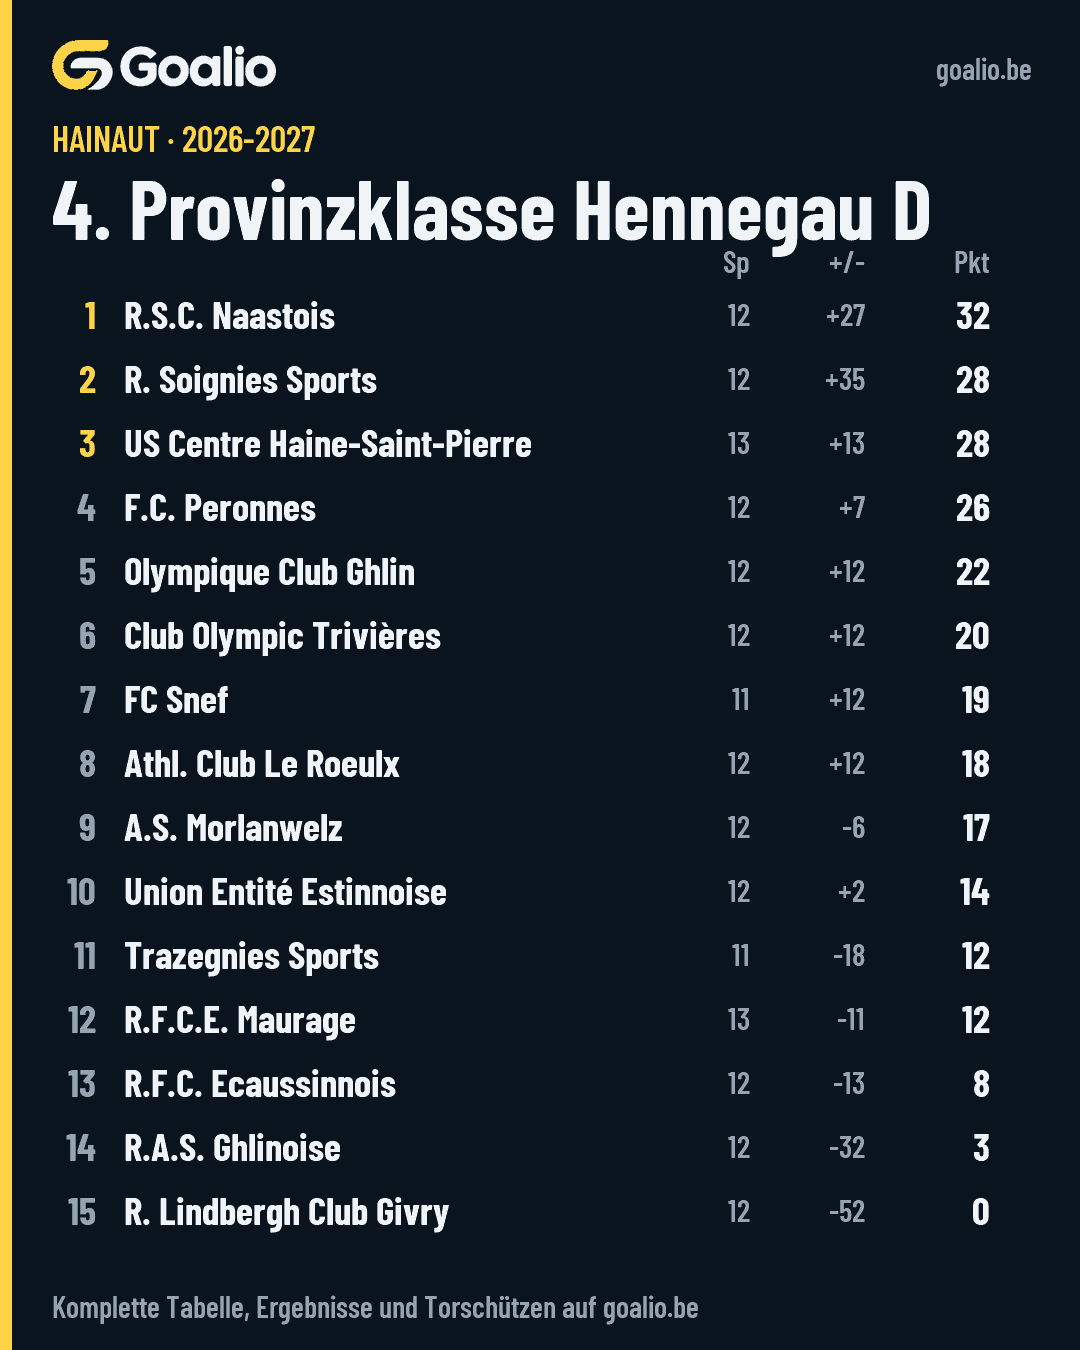 Goalio
goalio.be
HAINAUT · 2026-2027
4. Provinzklasse Hennegau D
Sp +/- Pkt
1 R.S.C. Naastois 12 +27 32
2 R. Soignies Sports 12 +35 28
3 US Centre Haine-Saint-Pierre 13 +13 28
4 F.C. Peronnes 12 +7 26
5 Olympique Club Ghlin 12 +12 22
6 Club Olympic Trivières 12 +12 20
7 FC Snef 11 +12 19
8 Athl. Club Le Roeulx 12 +12 18
9 A.S. Morlanwelz 12 -6 17
10 Union Entité Estinnoise 12 +2 14
11 Trazegnies Sports 11 -18 12
12 R.F.C.E. Maurage 13 -11 12
13 R.F.C. Ecaussinnois 12 -13 8
14 R.A.S. Ghlinoise 12 -32 3
15 R. Lindbergh Club Givry 12 -52 0
Komplette Tabelle, Ergebnisse und Torschützen auf goalio.be